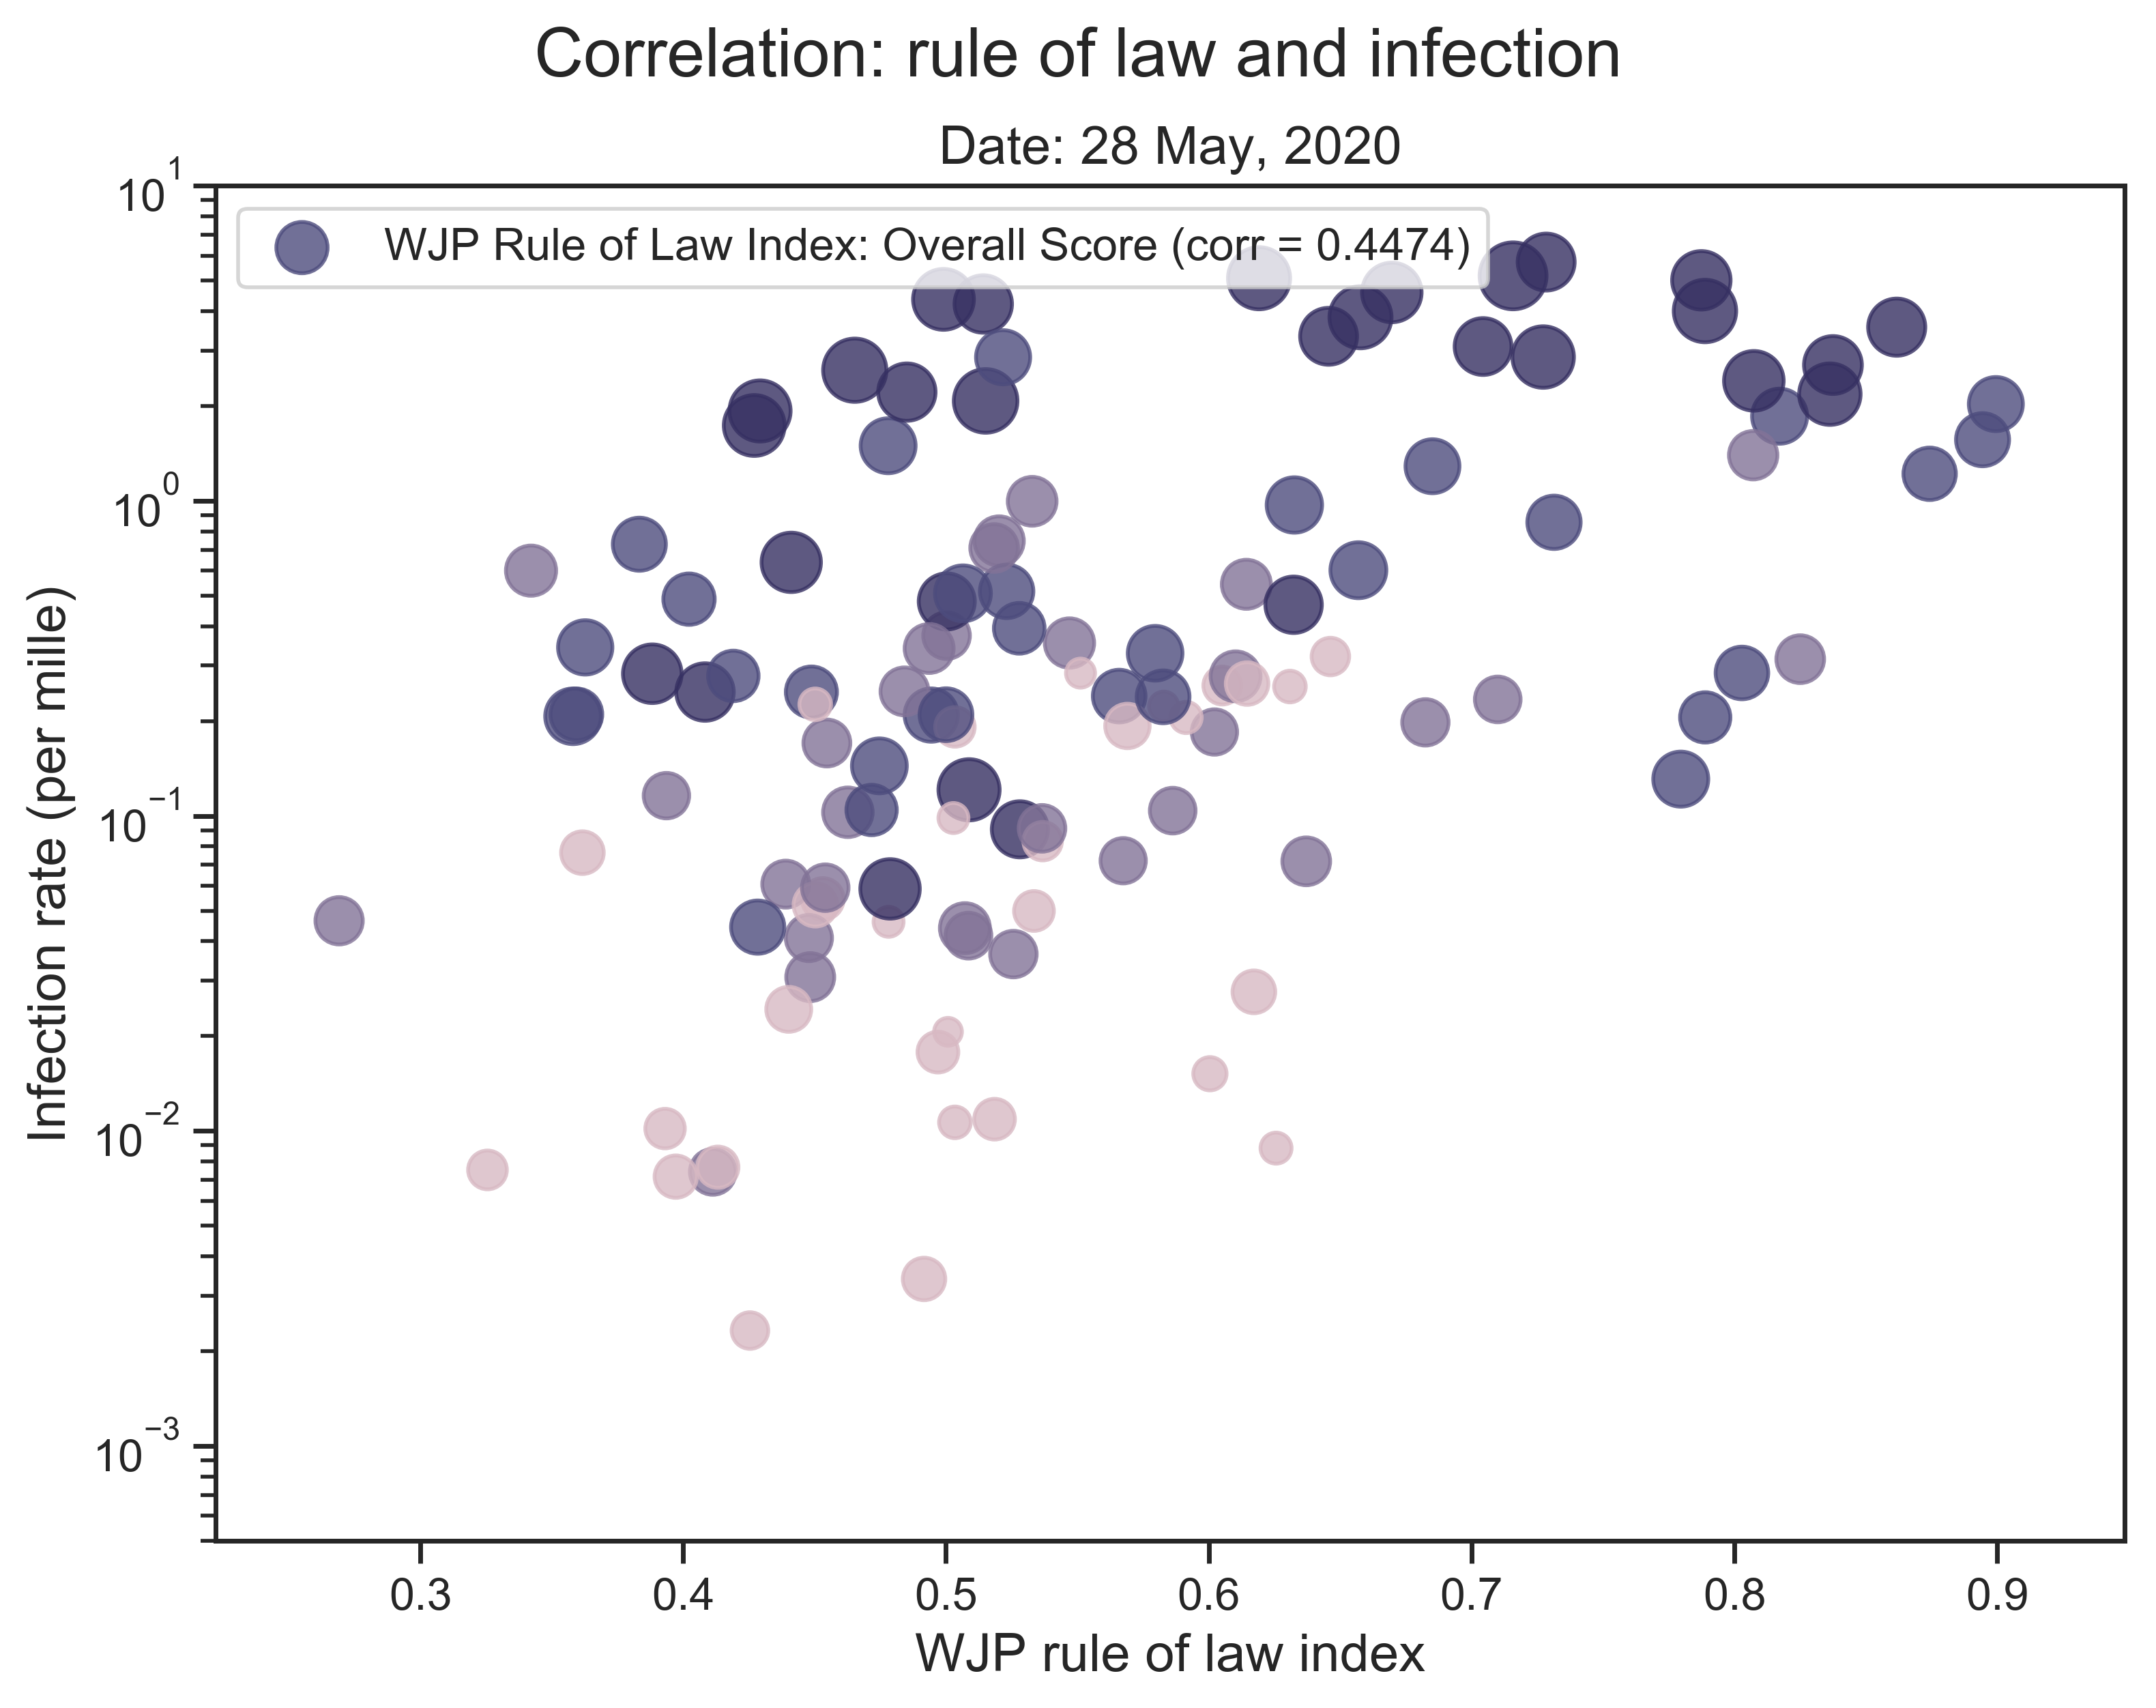 Correlation: rule of law and infection
Date: 28 May, 2020
WJP Rule of Law Index: Overall Score (corr = 0.4474)
Infection rate (per mille)
10^1
10^0
10^−1
10^−2
10^−3
0.3 0.4 0.5 0.6 0.7 0.8 0.9
WJP rule of law index